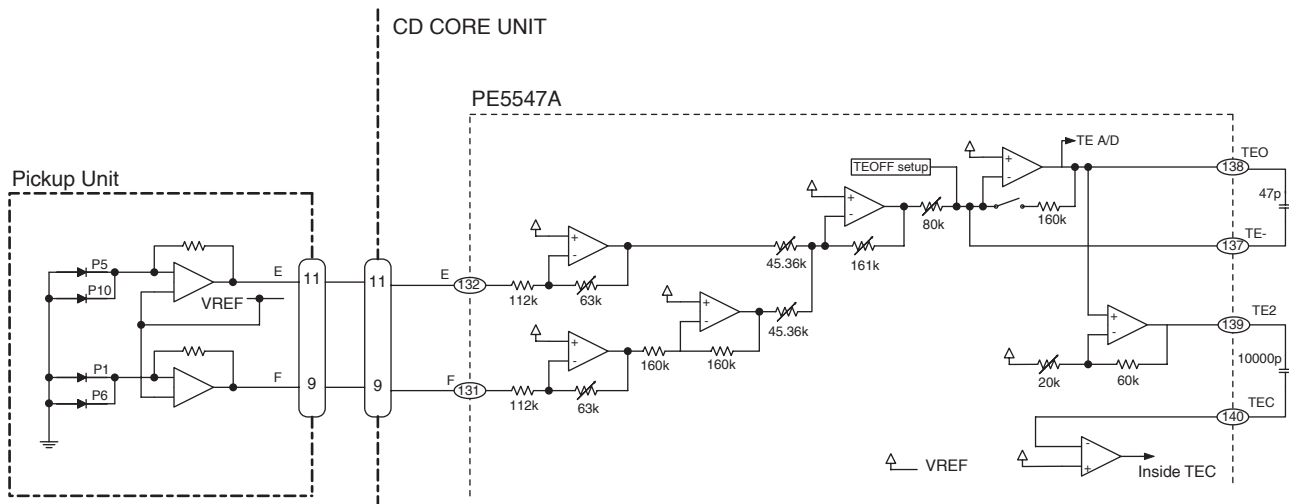 CD CORE UNIT
PE5547A
Pickup Unit
TEOFF setup
TE A/D
TEO
138
47p
80k
160k
TE-
137
P5
P10
VREF
E
11
11
E
132
112k
63k
45.36k
161k
45.36k
TE2
139
P1
P6
F
9
9
F
131
112k
63k
160k
160k
20k
60k
10000p
TEC
140
VREF
Inside TEC
+
-
+
-
+
-
+
-
+
-
+
-
+
-